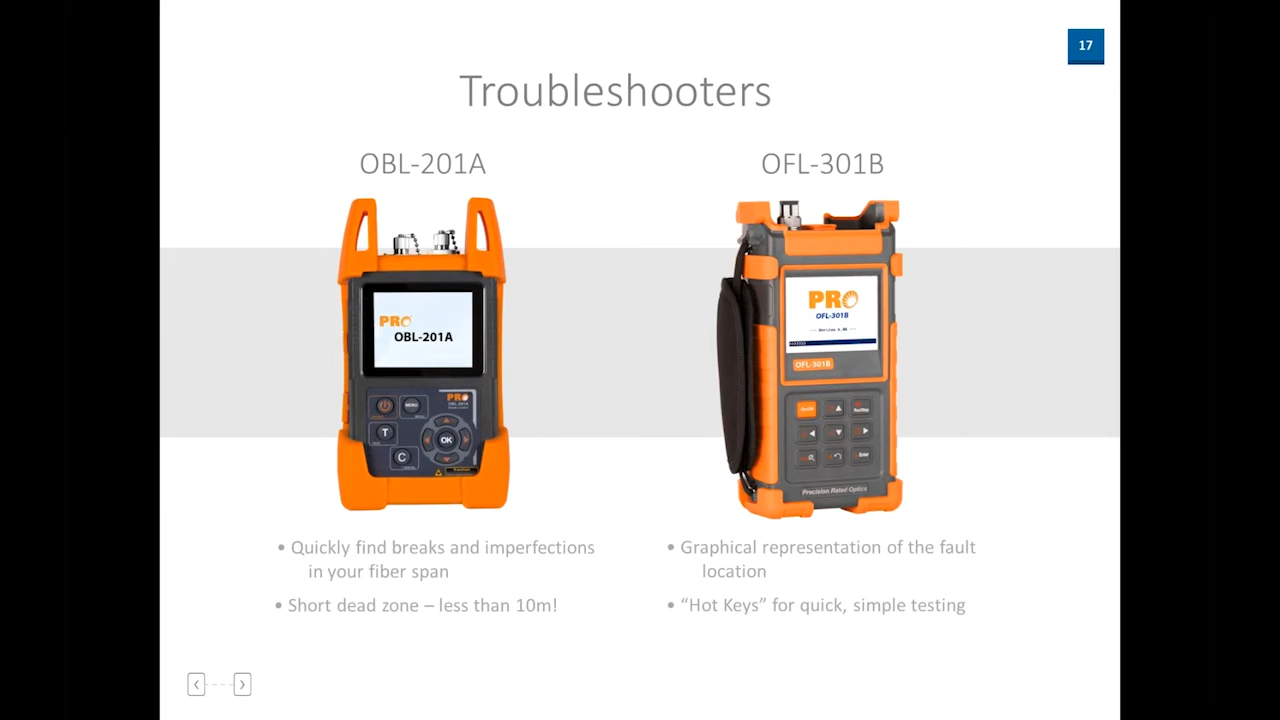 17
Troubleshooters
OBL-201A
OFL-301B
PRO
OBL-201A
PRO
OFL-301B
OFL-301B
PRO
MENU
T
OK
C
Enter
Precision Rated Optics
• Quickly find breaks and imperfections
in your fiber span
• Short dead zone – less than 10m!
• Graphical representation of the fault
location
• “Hot Keys” for quick, simple testing